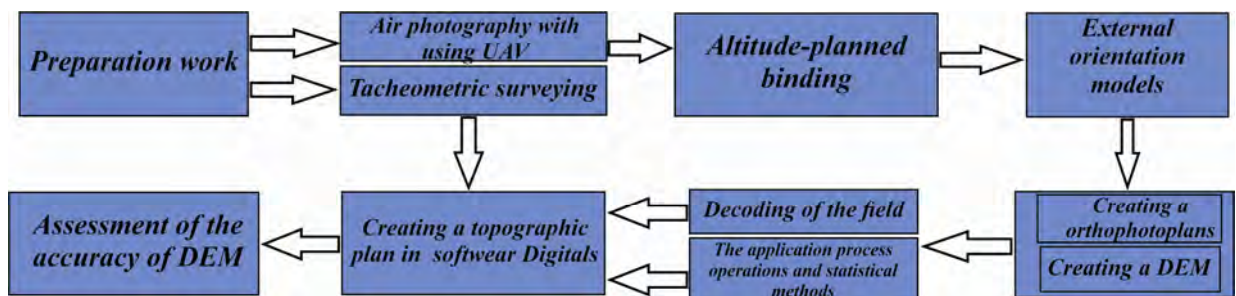 Preparation work
Air photography with
using UAV
Tacheometric surveying
Altitude-planned
binding
External
orientation
models
Assessment of the
accuracy of DEM
Creating a topographic
plan in softwear Digitals
Decoding of the field
The application process
operations and statistical
methods
Creating a
orthophotoplans
Creating a DEM